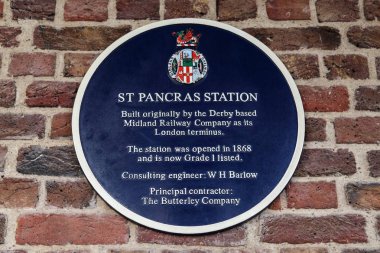 ST PANCRAS STATION
Built originally by the Derby based
Midland Railway Company as its
London terminus.
The station was opened in 1868
and is now Grade I listed.
Consulting engineer: W H Barlow
Principal contractor:
The Butterley Company